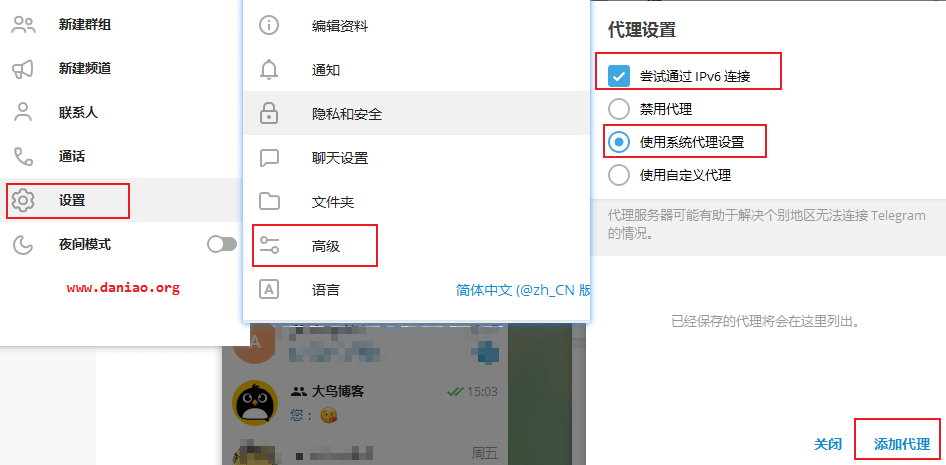 新建群组
新建频道
联系人
通话
设置
夜间模式
www.daniao.org
编辑资料
通知
隐私和安全
聊天设置
文件夹
高级
语言
简体中文 (@zh_CN 版
A
大鸟博客
15:03
您：
周五
代理设置
尝试通过 IPv6 连接
禁用代理
使用系统代理设置
使用自定义代理
代理服务器可能有助于解决个别地区无法连接 Telegram
的情况。
已经保存的代理将会在这里列出。
关闭
添加代理